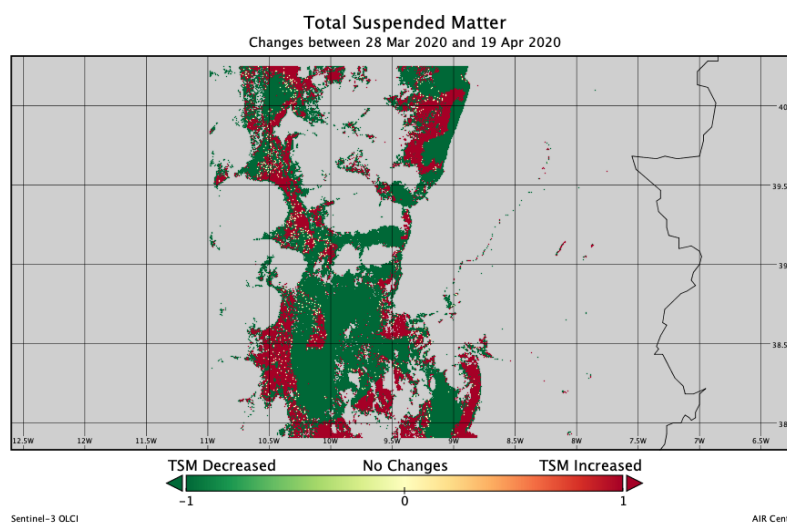 Total Suspended Matter
Changes between 28 Mar 2020 and 19 Apr 2020
40
39.5
39
38.5
38
12.5W 12W 11.5W 11W 10.5W 10W 9.5W 9W 8.5W 8W 7.5W 7W 6.5W
TSM Decreased No Changes TSM Increased
-1 0 1
Sentinel-3 OLCI AIR Cent